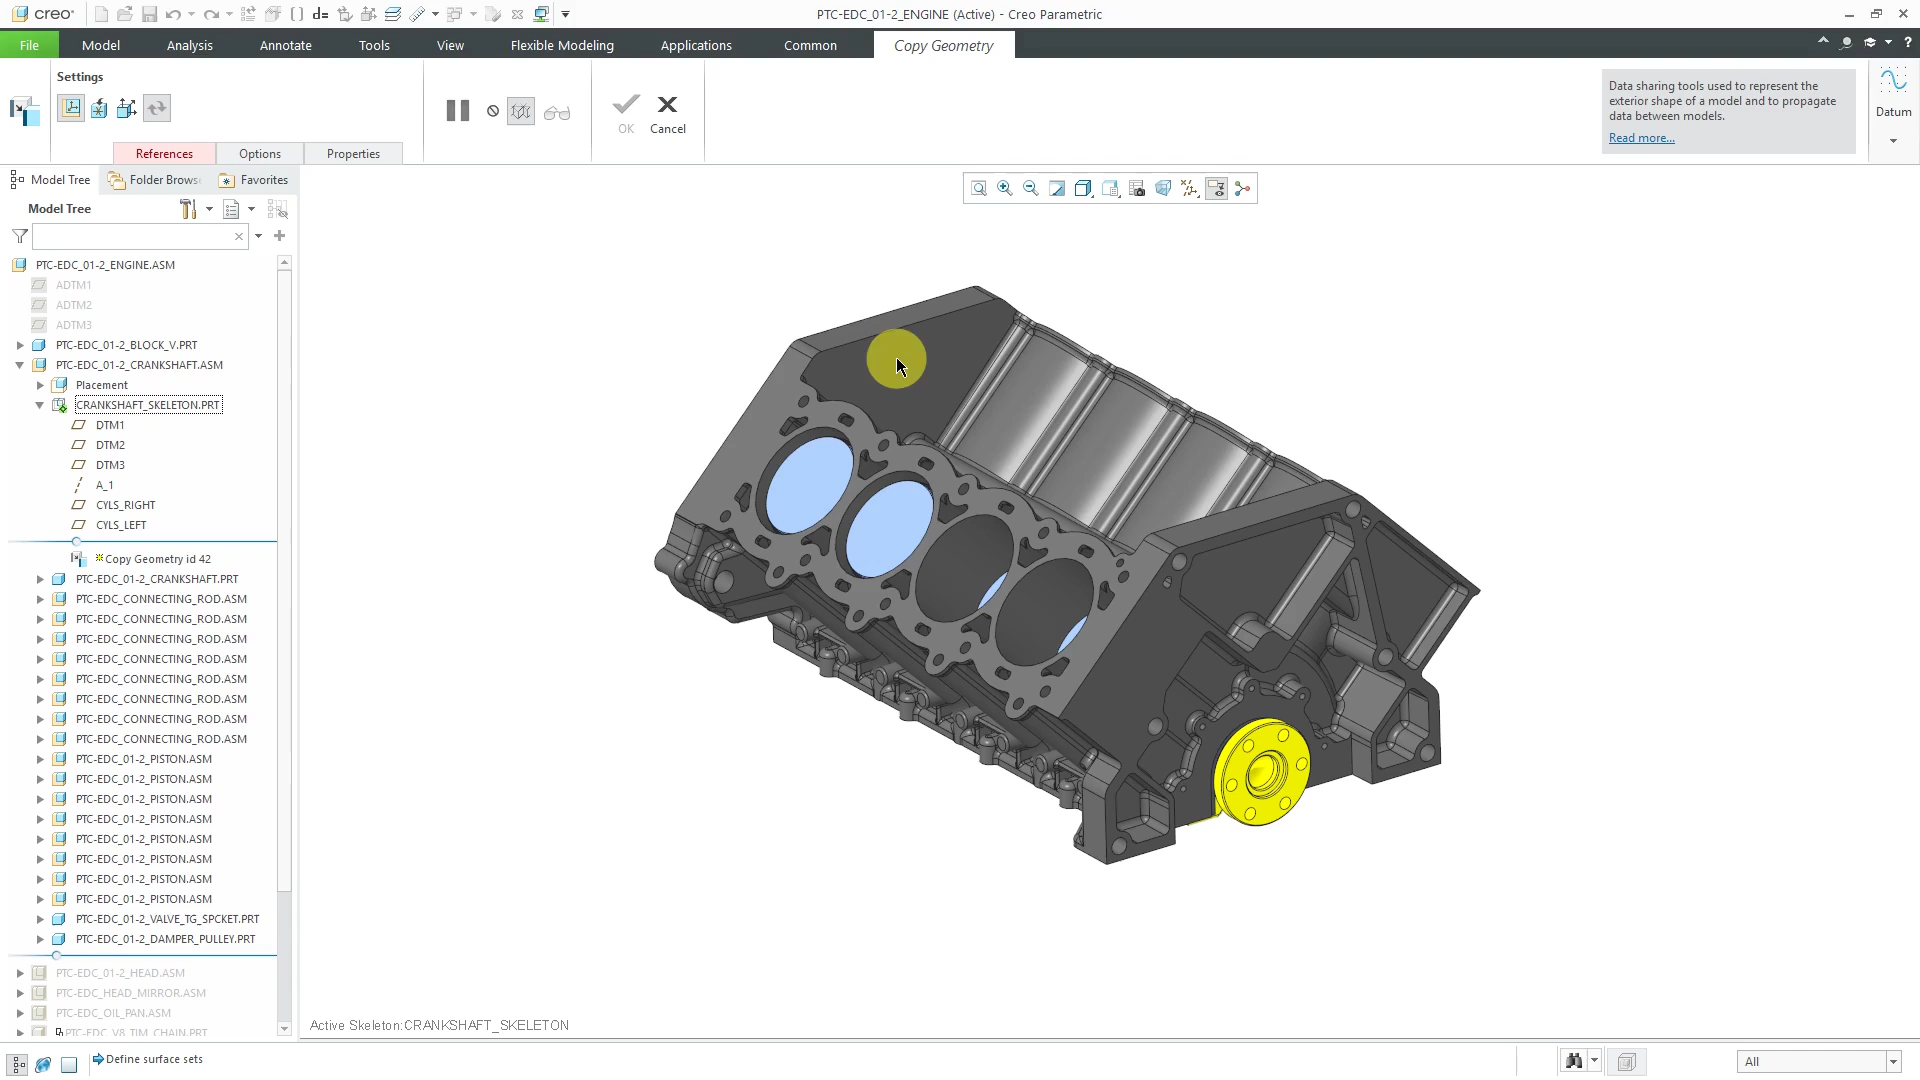 creo
PTC-EDC_01-2_ENGINE (Active) - Creo Parametric
File
Model
Analysis
Annotate
Tools
View
Flexible Modeling
Applications
Common
Copy Geometry
Settings
References
Options
Properties
OK
Cancel
Data sharing tools used to represent the
exterior shape of a model and to propagate
data between models.
Read more...
Datum
Model Tree
Folder Brows
Favorites
Model Tree
PTC-EDC_01-2_ENGINE.ASM
ADTM1
ADTM2
ADTM3
PTC-EDC_01-2_BLOCK_V.PRT
PTC-EDC_01-2_CRANKSHAFT.ASM
Placement
CRANKSHAFT_SKELETON.PRT
DTM1
DTM2
DTM3
A_1
CYLS_RIGHT
CYLS_LEFT
Copy Geometry id 42
PTC-EDC_01-2_CRANKSHAFT.PRT
PTC-EDC_CONNECTING_ROD.ASM
PTC-EDC_CONNECTING_ROD.ASM
PTC-EDC_CONNECTING_ROD.ASM
PTC-EDC_CONNECTING_ROD.ASM
PTC-EDC_CONNECTING_ROD.ASM
PTC-EDC_CONNECTING_ROD.ASM
PTC-EDC_CONNECTING_ROD.ASM
PTC-EDC_CONNECTING_ROD.ASM
PTC-EDC_01-2_PISTON.ASM
PTC-EDC_01-2_PISTON.ASM
PTC-EDC_01-2_PISTON.ASM
PTC-EDC_01-2_PISTON.ASM
PTC-EDC_01-2_PISTON.ASM
PTC-EDC_01-2_PISTON.ASM
PTC-EDC_01-2_PISTON.ASM
PTC-EDC_01-2_PISTON.ASM
PTC-EDC_01-2_VALVE_TG_SPCKET.PRT
PTC-EDC_01-2_DAMPER_PULLEY.PRT
PTC-EDC_01-2_HEAD.ASM
PTC-EDC_HEAD_MIRROR.ASM
PTC-EDC_OIL_PAN.ASM
PTC-EDC_V8_TIM_CHAIN.PRT
Active Skeleton:CRANKSHAFT_SKELETON
Define surface sets
All